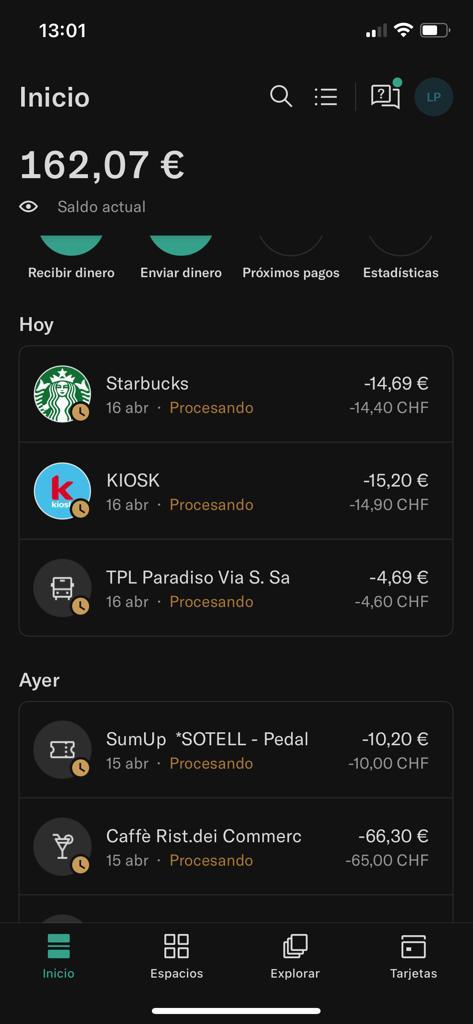 13:01
Inicio
LP
162,07 €
Saldo actual
Recibir dinero
Enviar dinero
Próximos pagos
Estadísticas
Hoy
Starbucks
-14,69 €
16 abr · Procesando
-14,40 CHF
k
kiosk
KIOSK
-15,20 €
16 abr · Procesando
-14,90 CHF
TPL Paradiso Via S. Sa
-4,69 €
16 abr · Procesando
-4,60 CHF
Ayer
SumUp *SOTELL - Pedal
-10,20 €
15 abr · Procesando
-10,00 CHF
Caffè Rist.dei Commerc
-66,30 €
15 abr · Procesando
-65,00 CHF
Inicio
Espacios
Explorar
Tarjetas